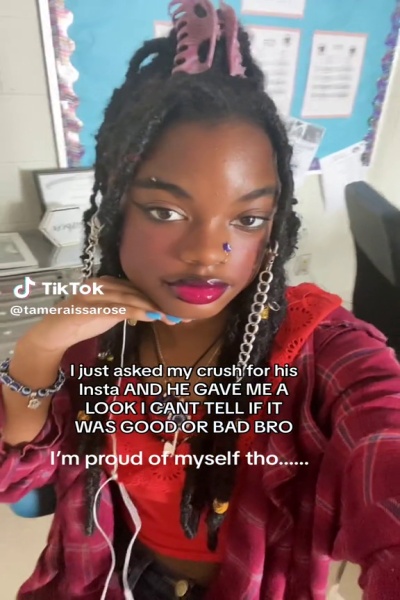 TikTok
@tameraissarose
I just asked my crush for his
Insta AND HE GAVE ME A
LOOK I CANT TELL IF IT
WAS GOOD OR BAD BRO
I'm proud of myself tho......